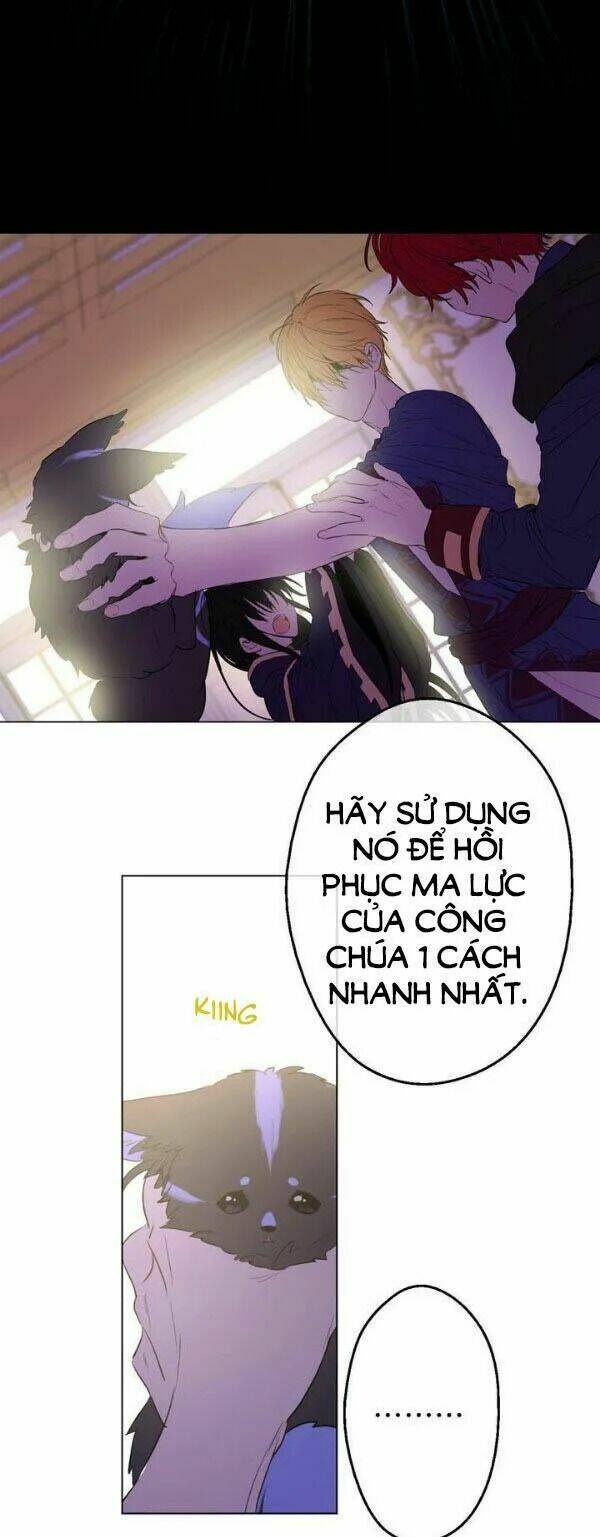 HÃY SỬ DỤNG
NÓ ĐỂ HỒI
PHỤC MA LỰC
CỦA CÔNG
CHÚA 1 CÁCH
NHANH NHẤT.
KIING
.........